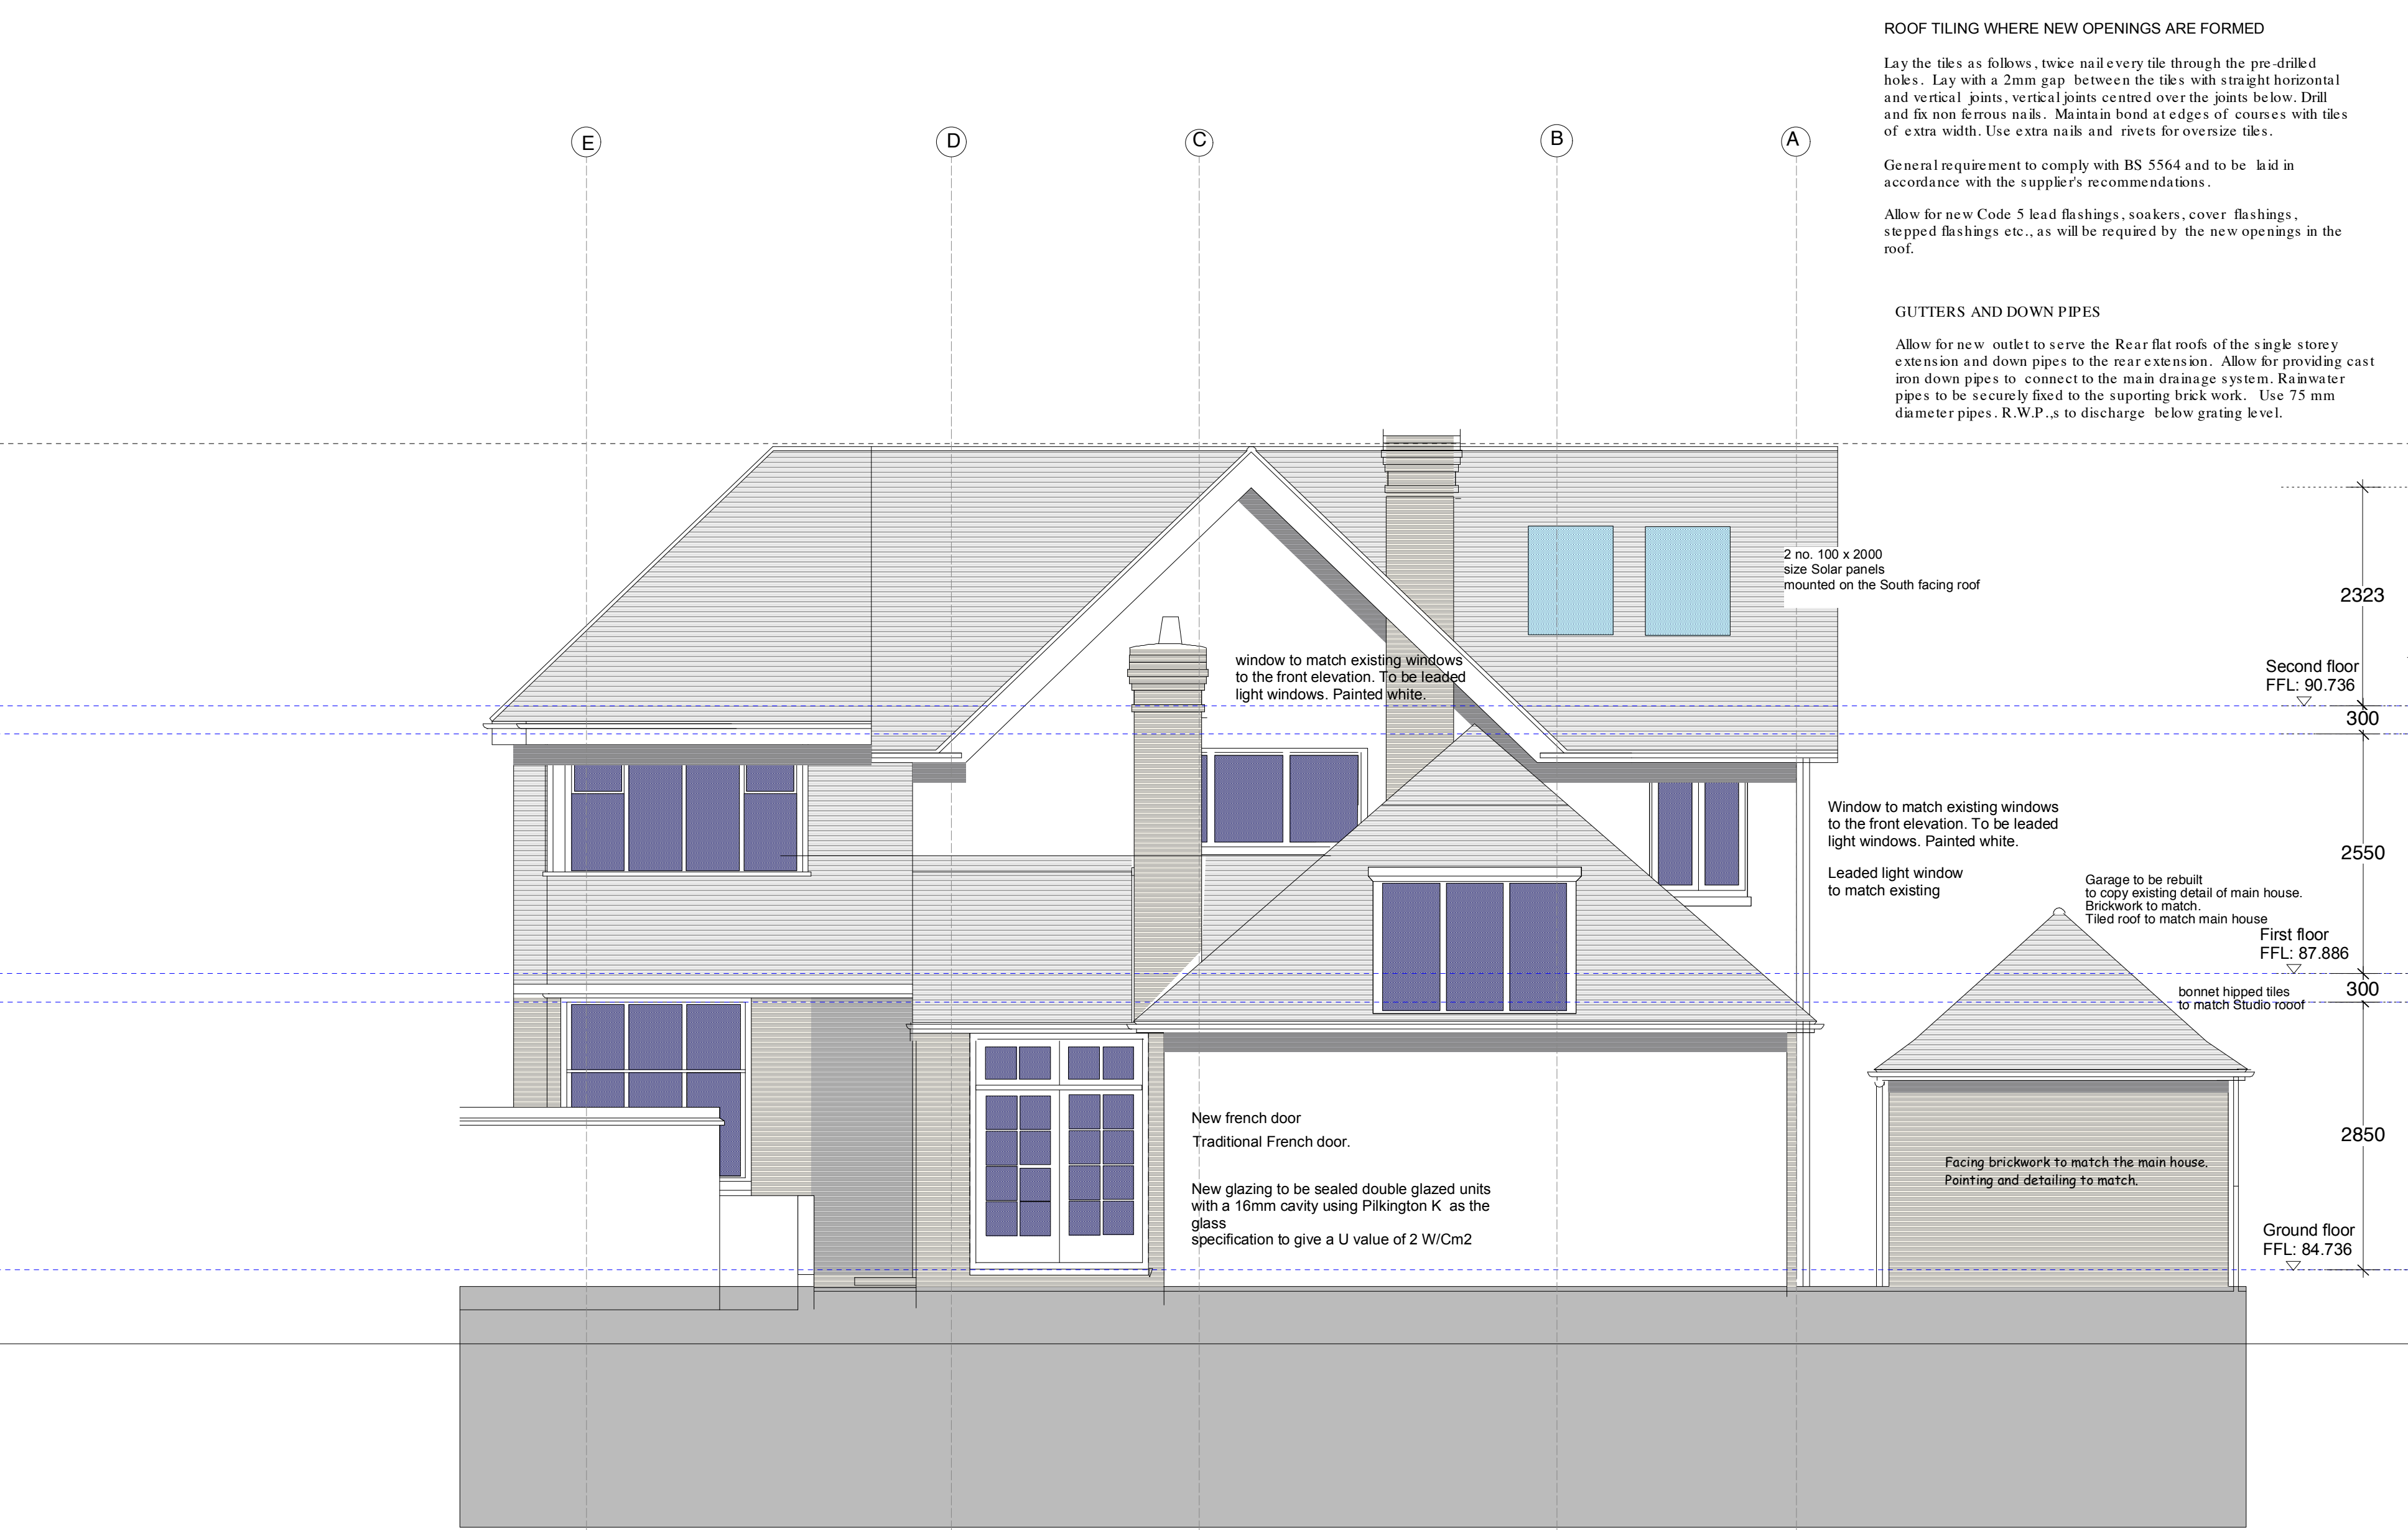 ROOF TILING WHERE NEW OPENINGS ARE FORMED
Lay the tiles as follows, twice nail every tile through the pre-drilled
holes. Lay with a 2mm gap between the tiles with straight horizontal
and vertical joints, vertical joints centred over the joints below. Drill
and fix non ferrous nails. Maintain bond at edges of courses with tiles
of extra width. Use extra nails and rivets for oversize tiles.
General requirement to comply with BS 5564 and to be laid in
accordance with the supplier's recommendations.
Allow for new Code 5 lead flashings, soakers, cover flashings,
stepped flashings etc., as will be required by the new openings in the
roof.
GUTTERS AND DOWN PIPES
Allow for new outlet to serve the Rear flat roofs of the single storey
extension and down pipes to the rear extension. Allow for providing cast
iron down pipes to connect to the main drainage system. Rainwater
pipes to be securely fixed to the suporting brick work. Use 75 mm
diameter pipes. R.W.P.,s to discharge below grating level.
E
D
C
B
A
2 no. 100 x 2000
size Solar panels
mounted on the South facing roof
2323
window to match existing windows
to the front elevation. To be leaded
light windows. Painted white.
Second floor
FFL: 90.736
300
Window to match existing windows
to the front elevation. To be leaded
light windows. Painted white.
Leaded light window
to match existing
2550
Garage to be rebuilt
to copy existing detail of main house.
Brickwork to match.
Tiled roof to match main house
First floor
FFL: 87.886
300
bonnet hipped tiles
to match Studio rooof
New french door
Traditional French door.
2850
Facing brickwork to match the main house.
Pointing and detailing to match.
New glazing to be sealed double glazed units
with a 16mm cavity using Pilkington K as the
glass
specification to give a U value of 2 W/Cm2
Ground floor
FFL: 84.736